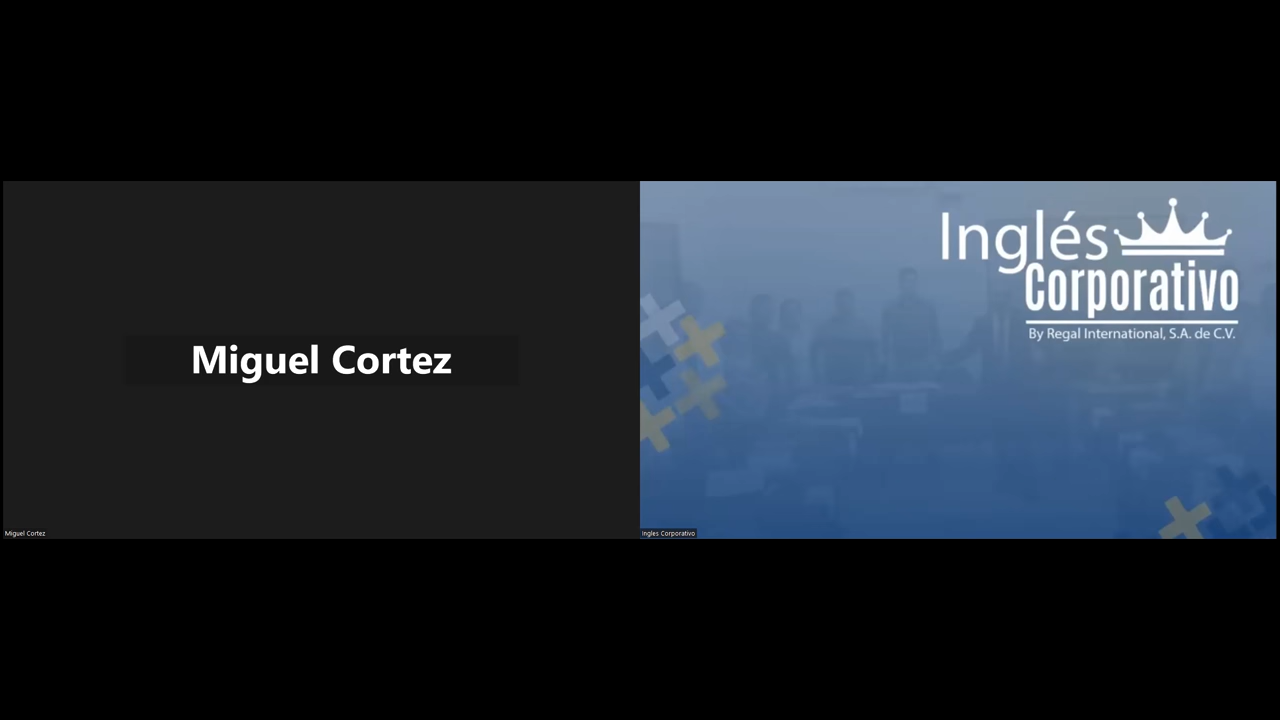 Miguel Cortez
Miguel Cortez
Inglés
Corporativo
By Regal International, S.A. de C.V.
Ingles Corporativo